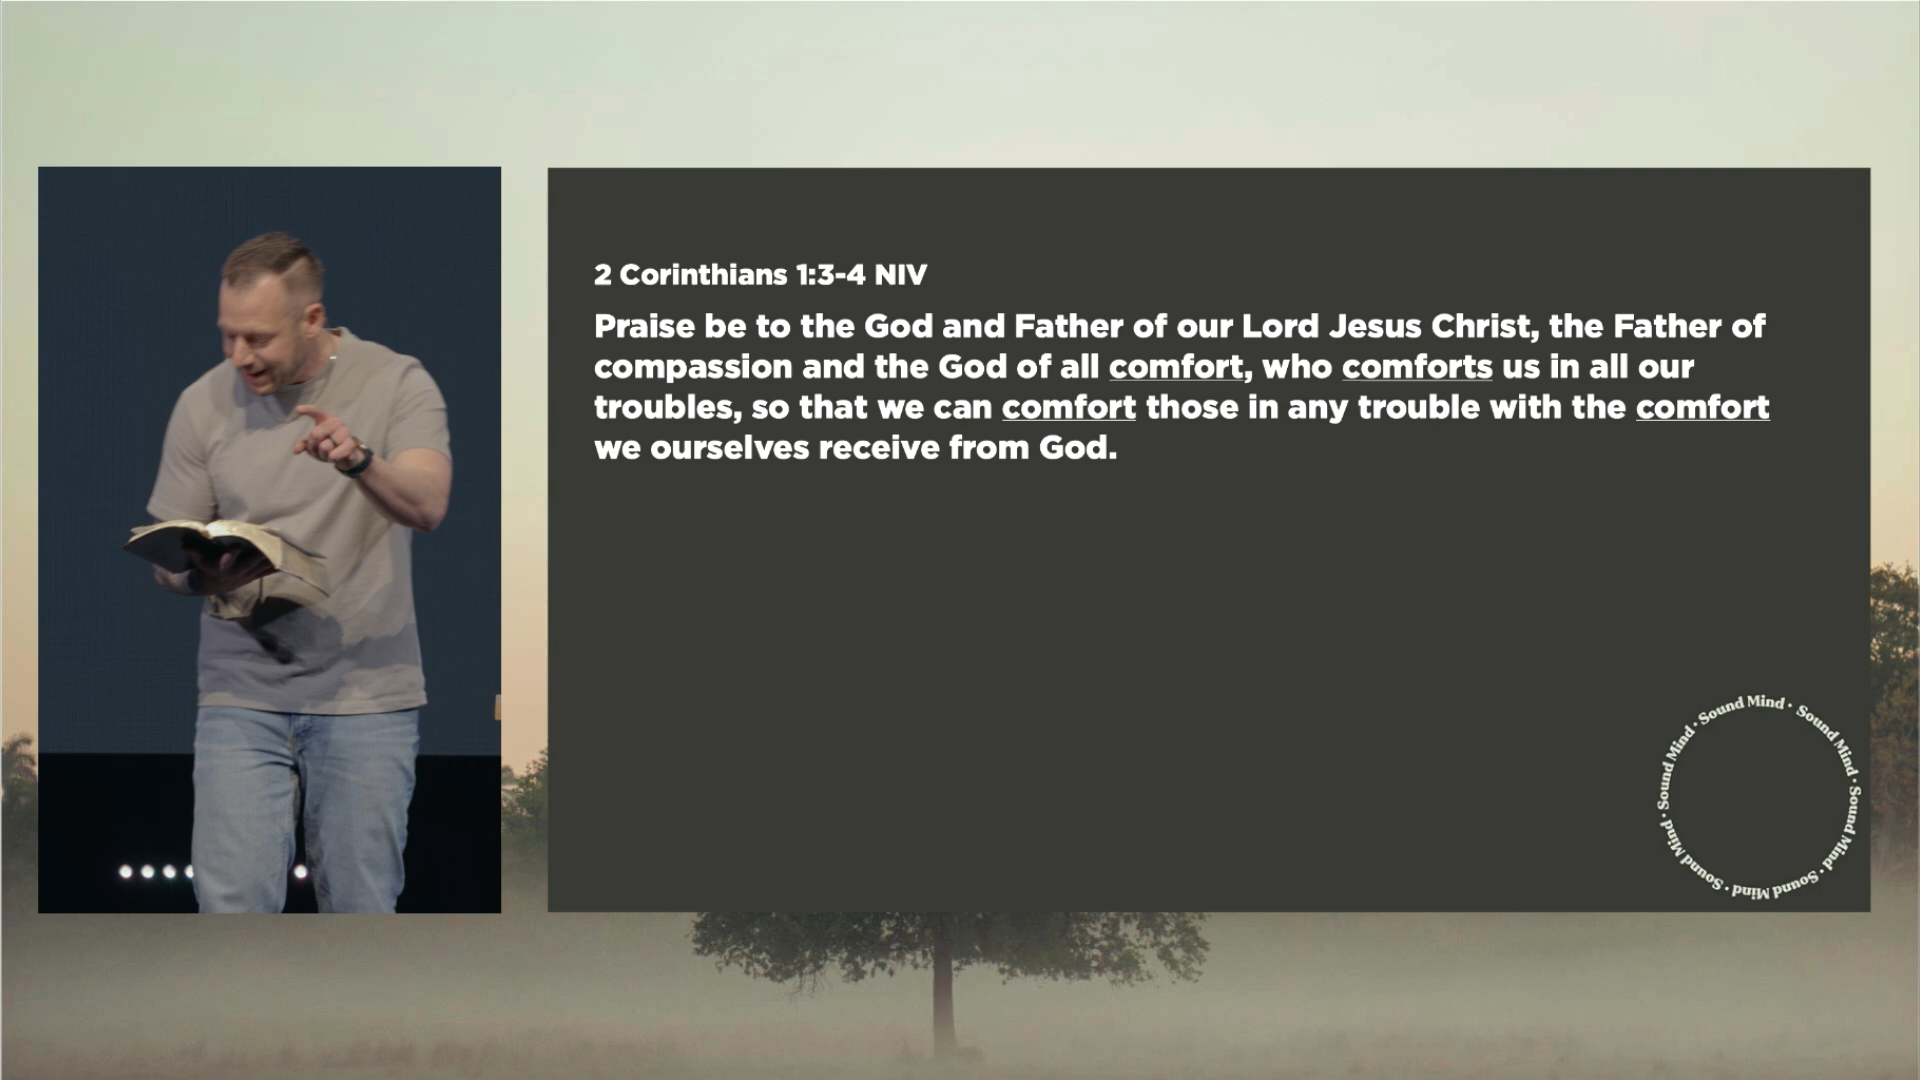 2 Corinthians 1:3-4 NIV
Praise be to the God and Father of our Lord Jesus Christ, the Father of
compassion and the God of all comfort, who comforts us in all our
troubles, so that we can comfort those in any trouble with the comfort
we ourselves receive from God.
Sound Mind · Sound Mind · Sound Mind · Sound Mind · Sound Mind · Sound Mind ·